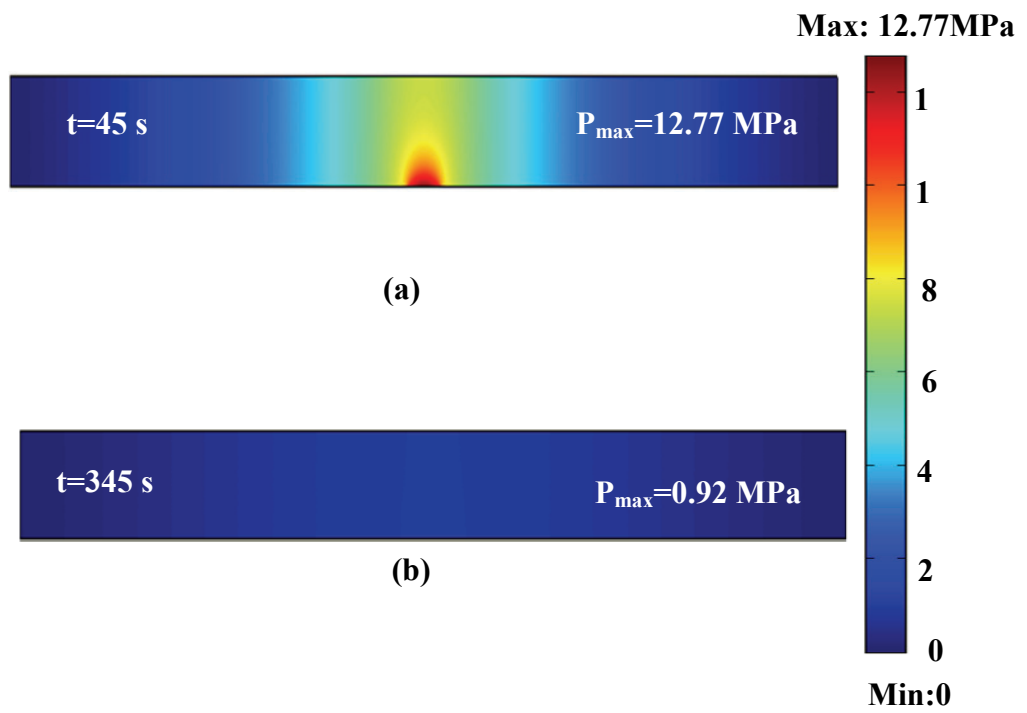 Max: 12.77MPa
t=45 s
Pmax=12.77 MPa
(a)
1
1
8
6
4
2
0
Min:0
t=345 s
Pmax=0.92 MPa
(b)